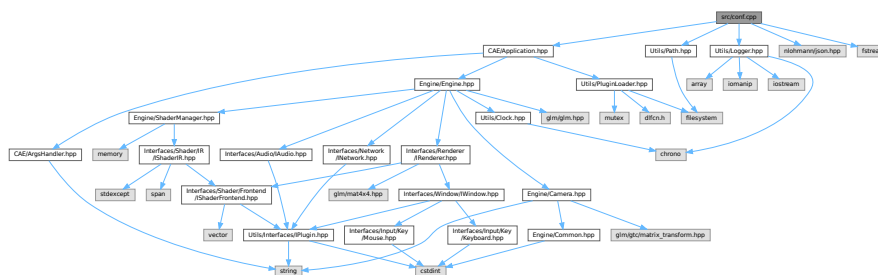 src/conf.cpp
CAE/Application.hpp
Utils/Path.hpp
Utils/Logger.hpp
nlohmann/json.hpp
fstream
Engine/Engine.hpp
Utils/PluginLoader.hpp
array
iomanip
iostream
Engine/ShaderManager.hpp
Utils/Clock.hpp
glm/glm.hpp
mutex
dlfcn.h
filesystem
CAE/ArgsHandler.hpp
memory
Interfaces/Shader/IR
/IShaderIR.hpp
Interfaces/Audio/IAudio.hpp
Interfaces/Network
/INetwork.hpp
Interfaces/Renderer
/IRenderer.hpp
chrono
stdexcept
span
Interfaces/Shader/Frontend
/IShaderFrontend.hpp
glm/mat4x4.hpp
Interfaces/Window/IWindow.hpp
Engine/Camera.hpp
vector
Utils/Interfaces/IPlugin.hpp
Interfaces/Input/Key
/Mouse.hpp
Interfaces/Input/Key
/Keyboard.hpp
Engine/Common.hpp
glm/gtc/matrix_transform.hpp
string
cstdint